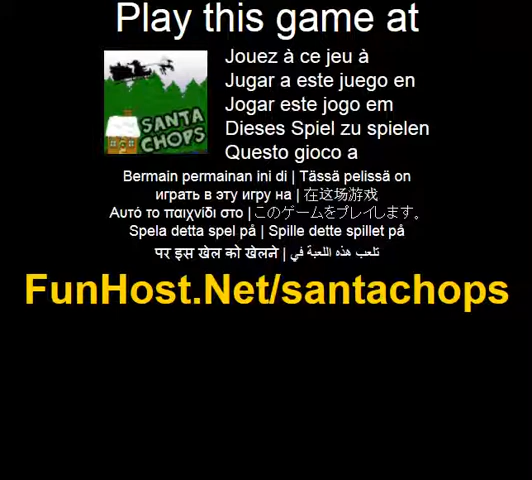 Play this game at
Jouez à ce jeu à
Jugar a este juego en
Jogar este jogo em
Dieses Spiel zu spielen
Questo gioco a
SANTA
CHOPS
Bermain permainan ini di | Tässä pelissä on
играть в эту игру на | 在这场游戏
Αυτό το παιχνίδι στο | このゲームをプレイします。
Spela detta spel på | Spille dette spillet på
पर इस खेल को खेलने | تلعب هذه اللعبة في
FunHost.Net/santachops